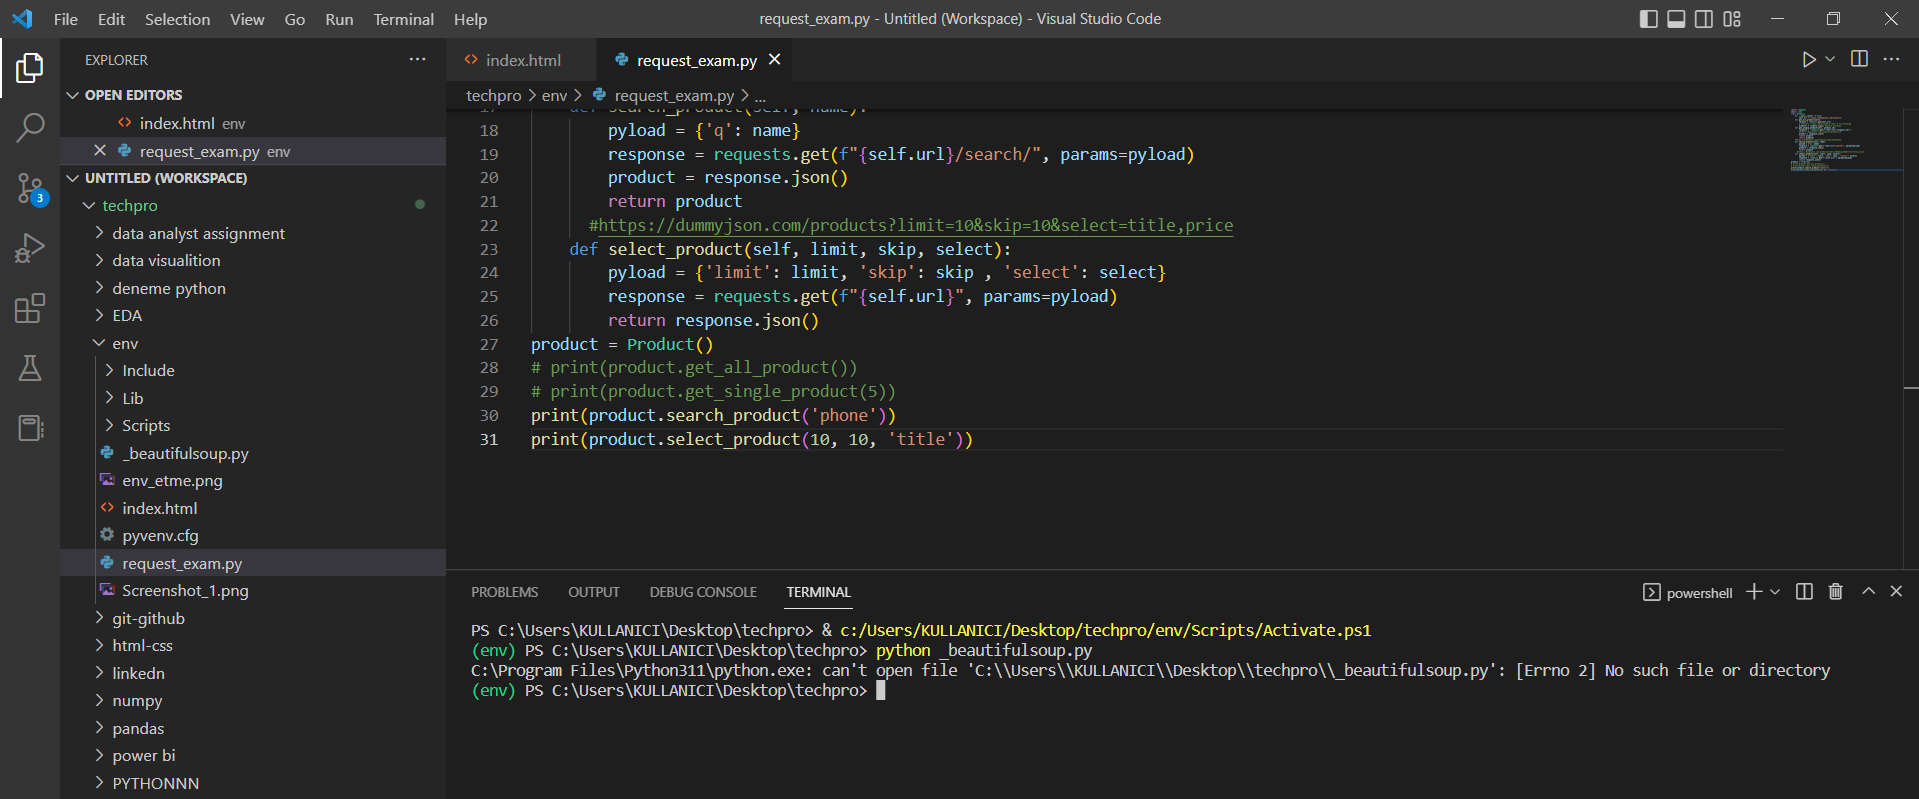 File Edit Selection View Go Run Terminal Help
request_exam.py - Untitled (Workspace) - Visual Studio Code
EXPLORER
OPEN EDITORS
index.html env
request_exam.py env
UNTITLED (WORKSPACE)
techpro
data analyst assignment
data visualition
deneme python
EDA
env
Include
Lib
Scripts
_beautifulsoup.py
env_etme.png
index.html
pyvenv.cfg
request_exam.py
Screenshot_1.png
git-github
html-css
linkedn
numpy
pandas
power bi
PYTHONNN
3
index.html
request_exam.py
techpro > env > request_exam.py > ...
17 def search_product(self, name):
18 pyload = {'q': name}
19 response = requests.get(f"{self.url}/search/", params=pyload)
20 product = response.json()
21 return product
22 #https://dummyjson.com/products?limit=10&skip=10&select=title,price
23 def select_product(self, limit, skip, select):
24 pyload = {'limit': limit, 'skip': skip , 'select': select}
25 response = requests.get(f"{self.url}", params=pyload)
26 return response.json()
27 product = Product()
28 # print(product.get_all_product())
29 # print(product.get_single_product(5))
30 print(product.search_product('phone'))
31 print(product.select_product(10, 10, 'title'))
PROBLEMS OUTPUT DEBUG CONSOLE TERMINAL
powershell
PS C:\Users\KULLANICI\Desktop\techpro> & c:/Users/KULLANICI/Desktop/techpro/env/Scripts/Activate.ps1
(env) PS C:\Users\KULLANICI\Desktop\techpro> python _beautifulsoup.py
C:\Program Files\Python311\python.exe: can't open file 'C:\\Users\\KULLANICI\\Desktop\\techpro\\_beautifulsoup.py': [Errno 2] No such file or directory
(env) PS C:\Users\KULLANICI\Desktop\techpro>